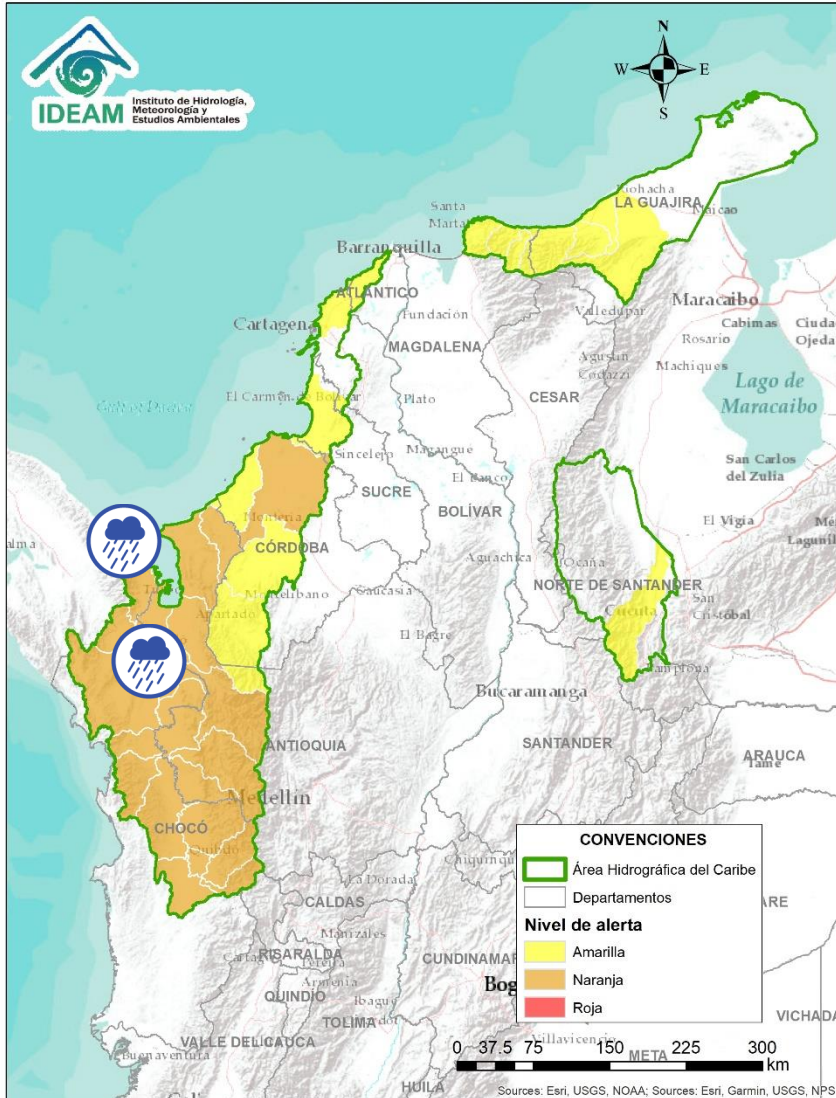 IDEAM
Instituto de Hidrología,
Meteorología y
Estudios Ambientales
N
W E
S
Santa
Marta
LA GUAJIRA
Maicao
Barranquilla
ATLÁNTICO
Cartagena
Fundación
Valledupar
Maracaibo
Cabimas
Ciudad
Ojeda
Rosario
Machiques
MAGDALENA
Agustín
Codazzi
CESAR
Lago de
Maracaibo
El Carmen de Bolívar
Plato
San Carlos
del Zulia
Sincelejo
Magangue
SUCRE
El Banco
BOLÍVAR
El Vigía
Montería
CÓRDOBA
Aguachica
Ocaña
NORTE DE SANTANDER
Montelibano
Caucasia
Apartadó
Cúcuta
San
Cristóbal
El Bagre
Pamplona
Bucaramanga
ANTIOQUIA
SANTANDER
ARAUCA
Tame
Medellín
CHOCÓ
Quibdó
Chiquinqu
La Dorada
CALDAS
Manizales
RISARALDA
Pereira
CUNDINAMAR
Armenia
QUINDÍO
Ibagué
Bog
TOLIMA
VICHADA
VALLE DEL CAUCA
Villavicencio
Buenaventura
META
HUILA
CONVENCIONES
Área Hidrográfica del Caribe
Departamentos
Nivel de alerta
Amarilla
Naranja
Roja
0 37.5 75 150 225 300
km
Sources: Esri, USGS, NOAA; Sources: Esri, Garmin, USGS, NPS